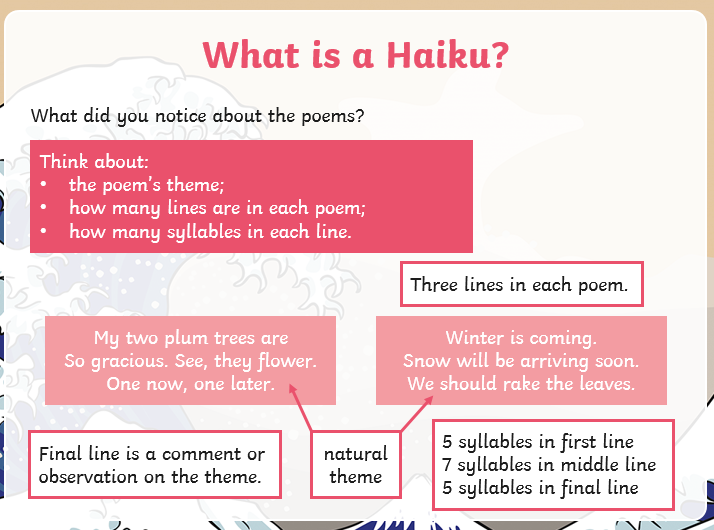 What is a Haiku?
What did you notice about the poems?
Think about:
• the poem's theme;
• how many lines are in each poem;
• how many syllables in each line.
Three lines in each poem.
My two plum trees are
So gracious. See, they flower.
One now, one later.
Winter is coming.
Snow will be arriving soon.
We should rake the leaves.
Final line is a comment or
observation on the theme.
natural
theme
5 syllables in first line
7 syllables in middle line
5 syllables in final line